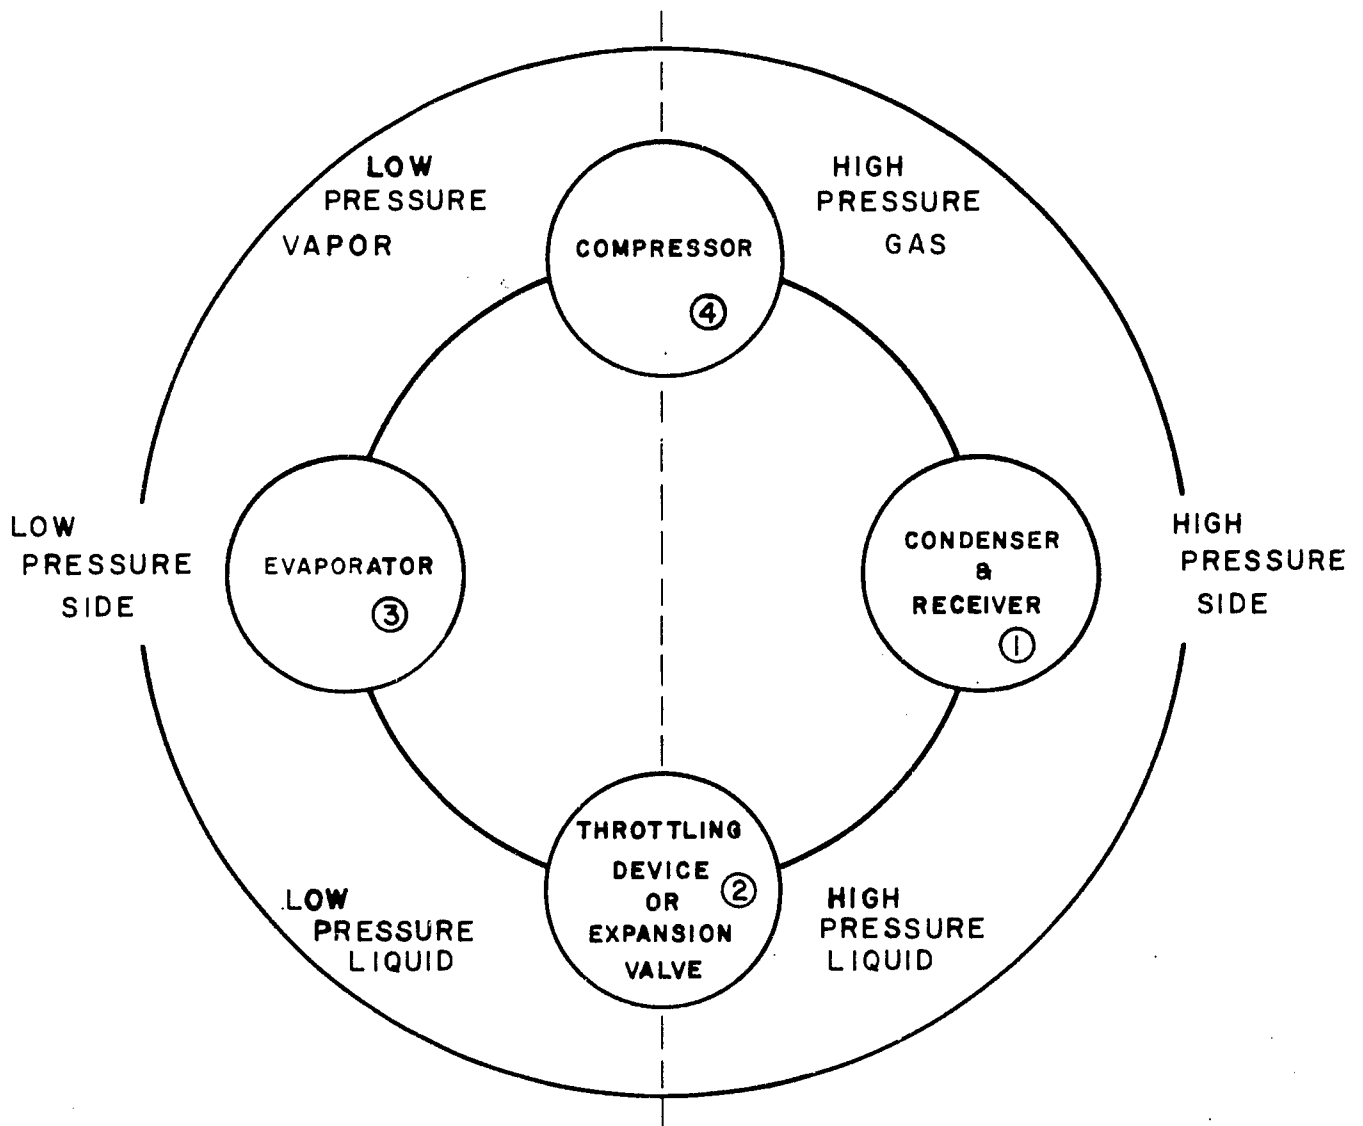 LOW
PRESSURE
VAPOR
HIGH
PRESSURE
GAS
COMPRESSOR
4
LOW
PRESSURE
SIDE
EVAPORATOR
3
CONDENSER
&
RECEIVER
1
HIGH
PRESSURE
SIDE
THROTTLING
DEVICE
OR
EXPANSION
VALVE
2
LOW
PRESSURE
LIQUID
HIGH
PRESSURE
LIQUID